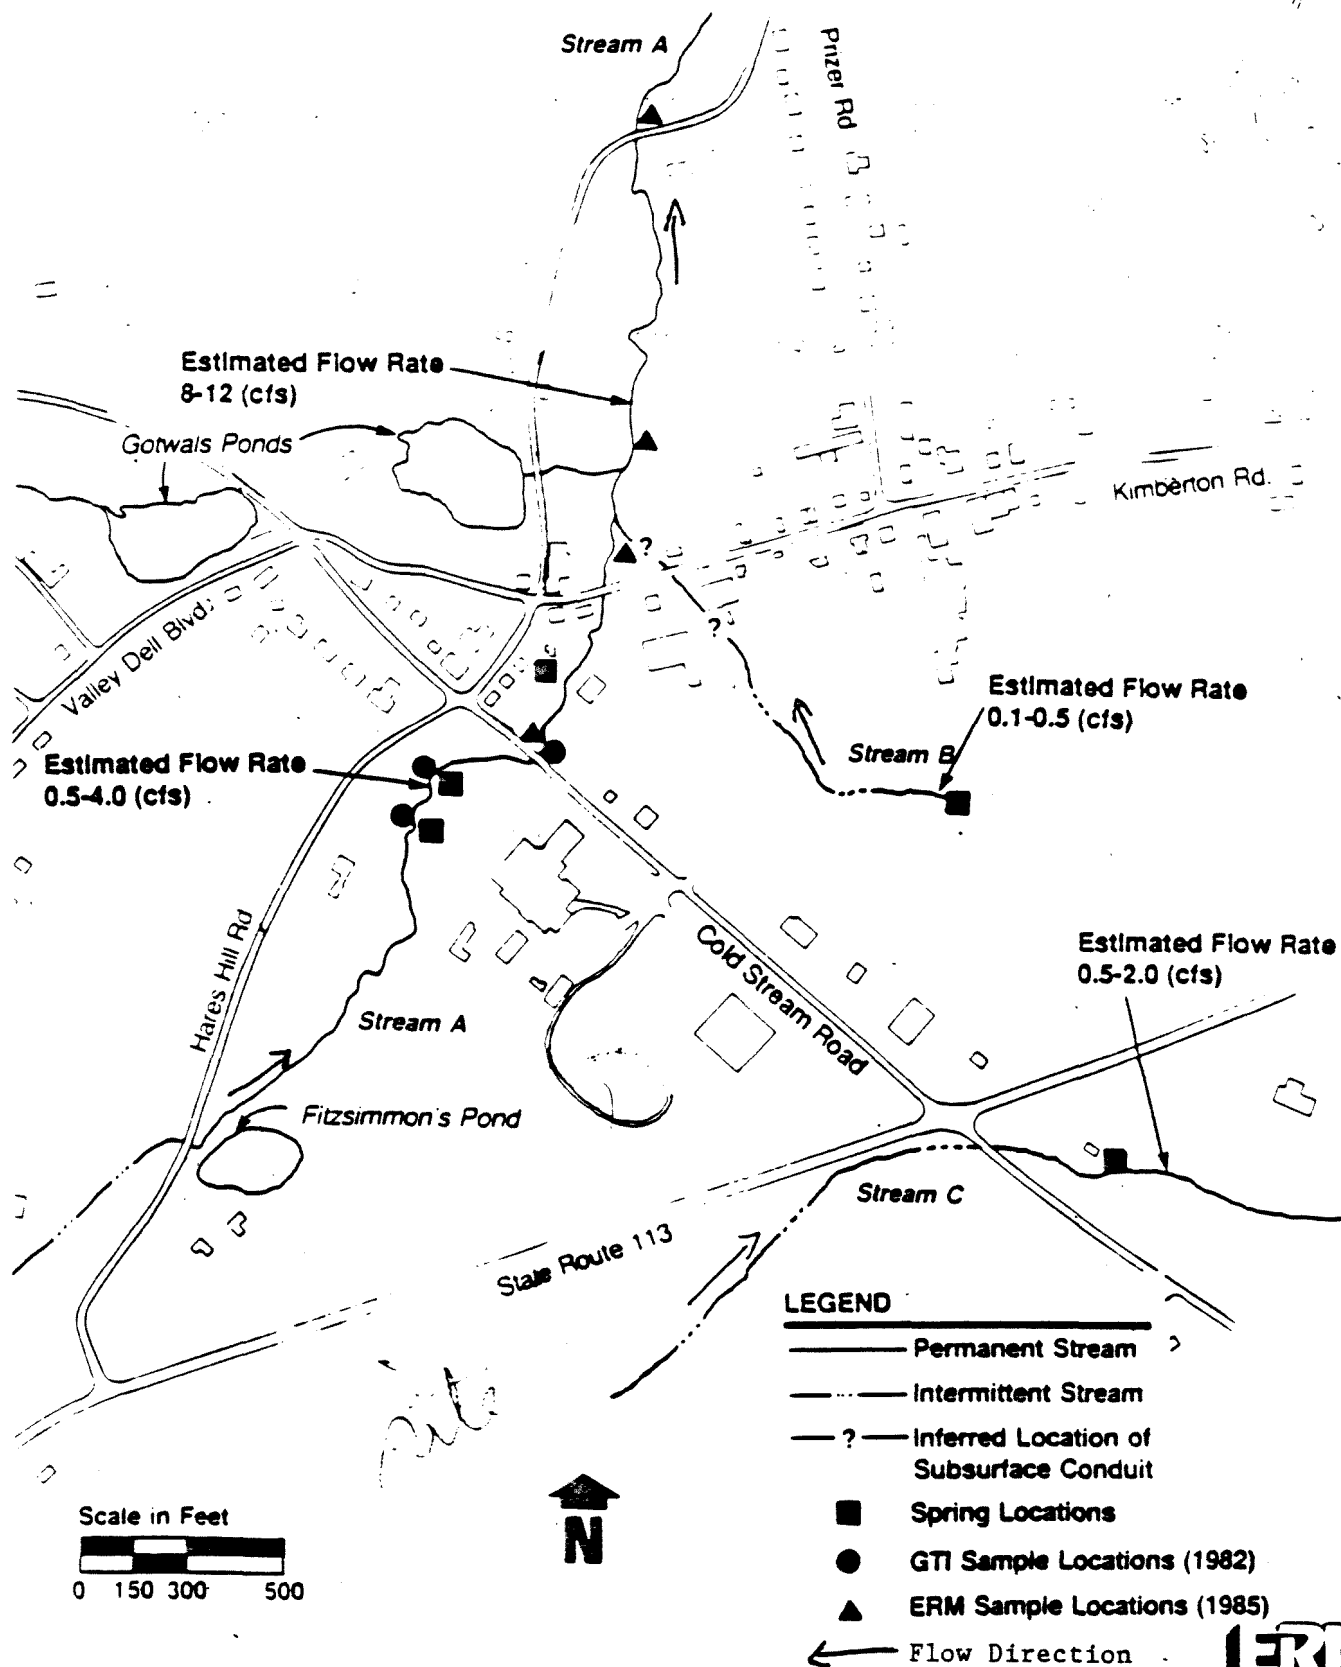 Stream A
Prizer Rd
Estimated Flow Rate
8-12 (cfs)
Gotwals Ponds
Kimberton Rd.
?
?
Valley Dell Blvd.
Estimated Flow Rate
0.1-0.5 (cfs)
Stream B
Estimated Flow Rate
0.5-4.0 (cfs)
Hares Hill Rd
Cold Stream Road
Estimated Flow Rate
0.5-2.0 (cfs)
Stream A
Fitzsimmon's Pond
Stream C
State Route 113
LEGEND
Permanent Stream
Intermittent Stream
? Inferred Location of
Subsurface Conduit
Spring Locations
GTI Sample Locations (1982)
ERM Sample Locations (1985)
Flow Direction
Scale in Feet
0 150 300 500
N